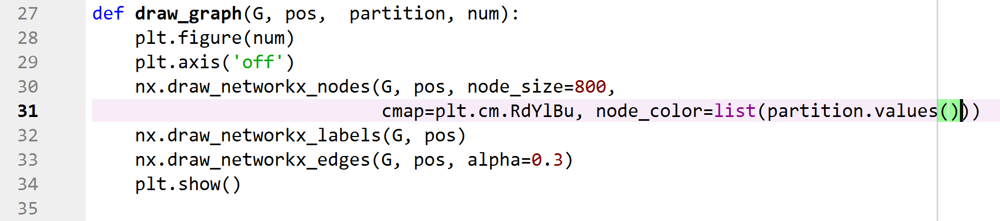 27 def draw_graph(G, pos,  partition, num):
28     plt.figure(num)
29     plt.axis('off')
30     nx.draw_networkx_nodes(G, pos, node_size=800,
31                            cmap=plt.cm.RdYlBu, node_color=list(partition.values()))
32     nx.draw_networkx_labels(G, pos)
33     nx.draw_networkx_edges(G, pos, alpha=0.3)
34     plt.show()
35